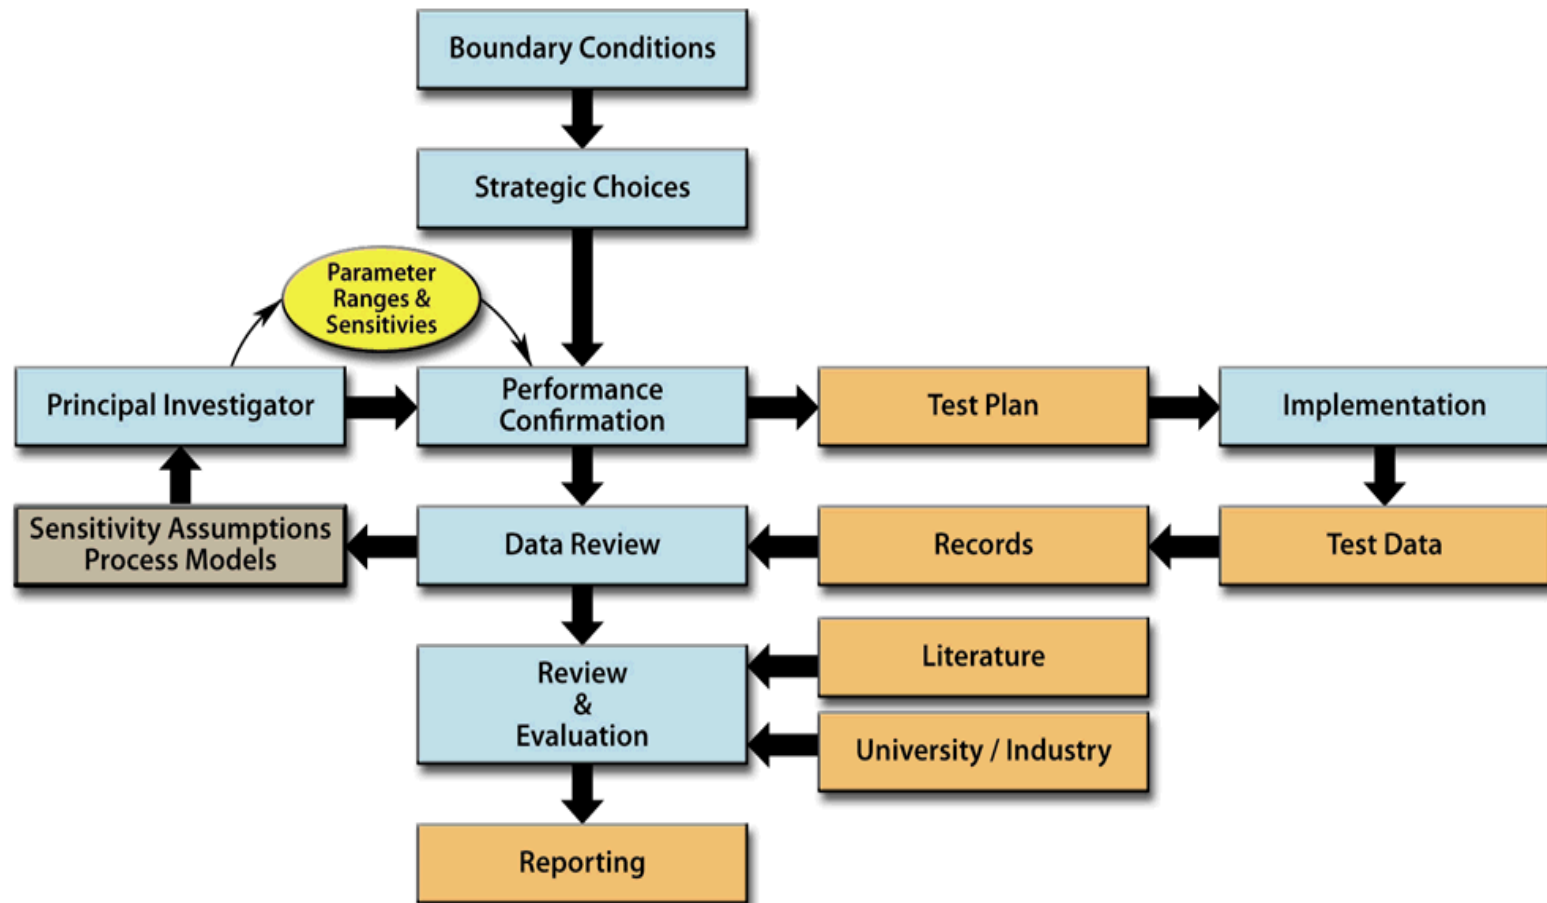 Boundary Conditions
Strategic Choices
Parameter
Ranges &
Sensitivies
Principal Investigator
Performance
Confirmation
Test Plan
Implementation
Sensitivity Assumptions
Process Models
Data Review
Records
Test Data
Review
&
Evaluation
Literature
University / Industry
Reporting